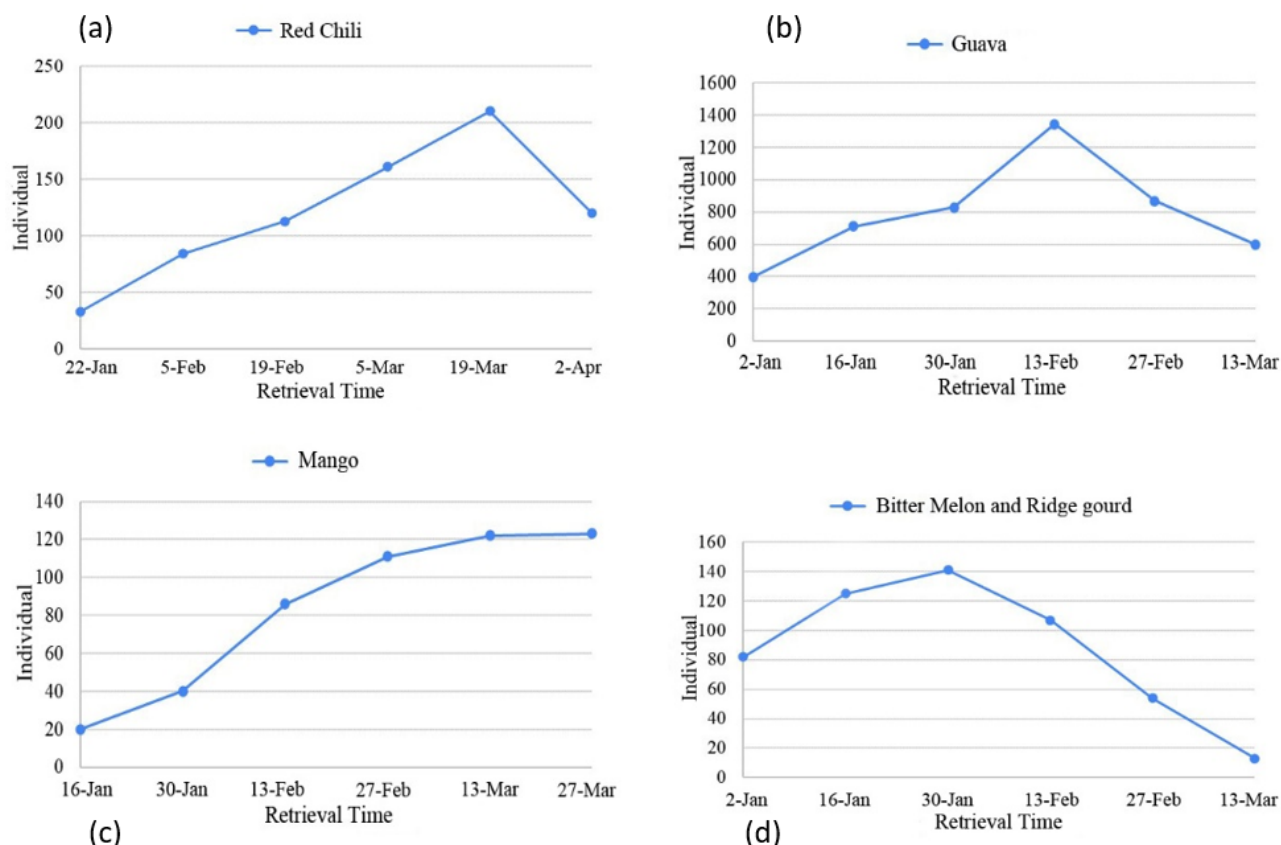 (a)
Red Chili
250
200
150
100
50
0
Individual
22-Jan 5-Feb 19-Feb 5-Mar 19-Mar 2-Apr
Retrieval Time
(b)
Guava
1600
1400
1200
1000
800
600
400
200
0
Individual
2-Jan 16-Jan 30-Jan 13-Feb 27-Feb 13-Mar
Retrieval Time
Mango
140
120
100
80
60
40
20
0
Individual
16-Jan 30-Jan 13-Feb 27-Feb 13-Mar 27-Mar
Retrieval Time
(c)
Bitter Melon and Ridge gourd
160
140
120
100
80
60
40
20
0
Individual
2-Jan 16-Jan 30-Jan 13-Feb 27-Feb 13-Mar
Retrieval Time
(d)